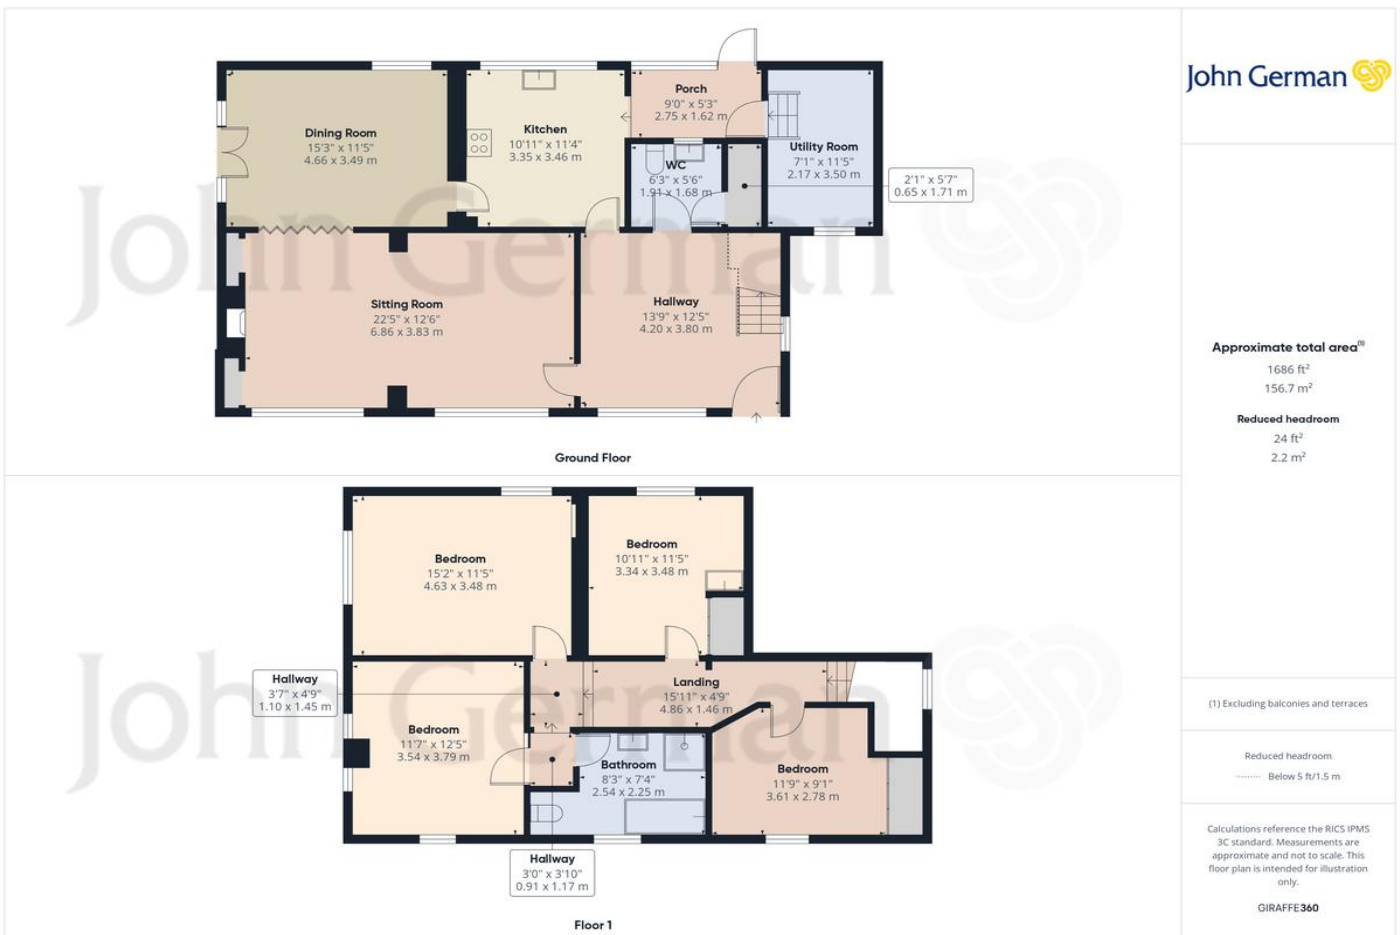 John German
Dining Room
15'3" x 11'5"
4.66 x 3.49 m
Kitchen
10'11" x 11'4"
3.35 x 3.46 m
Porch
9'0" x 5'3"
2.75 x 1.62 m
WC
6'3" x 5'6"
1.91 x 1.68 m
Utility Room
7'1" x 11'5"
2.17 x 3.50 m
2'1" x 5'7"
0.65 x 1.71 m
Sitting Room
22'5" x 12'6"
6.86 x 3.83 m
Hallway
13'9" x 12'5"
4.20 x 3.80 m
John German
Ground Floor
Bedroom
15'2" x 11'5"
4.63 x 3.48 m
Bedroom
10'11" x 11'5"
3.34 x 3.48 m
Hallway
3'7" x 4'9"
1.10 x 1.45 m
Landing
15'11" x 4'9"
4.86 x 1.46 m
Bedroom
11'7" x 12'5"
3.54 x 3.79 m
Bathroom
8'3" x 7'4"
2.54 x 2.25 m
Bedroom
11'9" x 9'1"
3.61 x 2.78 m
Hallway
3'0" x 3'10"
0.91 x 1.17 m
John German
Floor 1
Approximate total area(1)
1686 ft²
156.7 m²
Reduced headroom
24 ft²
2.2 m²
(1) Excluding balconies and terraces
Reduced headroom
Below 5 ft/1.5 m
Calculations reference the RICS IPMS
3C standard. Measurements are
approximate and not to scale. This
floor plan is intended for illustration
only.
GIRAFFE360